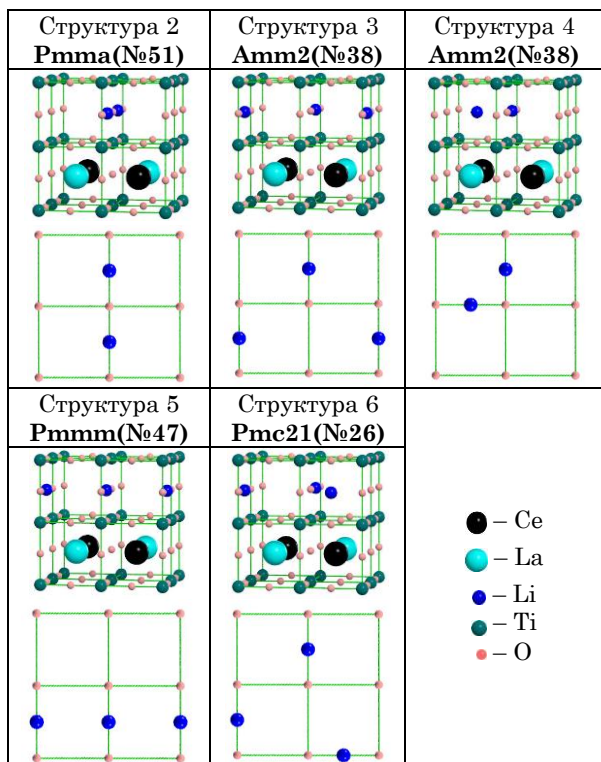 Структура 2
Pmma(№51)
Структура 3
Amm2(№38)
Структура 4
Amm2(№38)
Структура 5
Pmmm(№47)
Структура 6
Pmc21(№26)
– Ce
– La
– Li
– Ti
– O